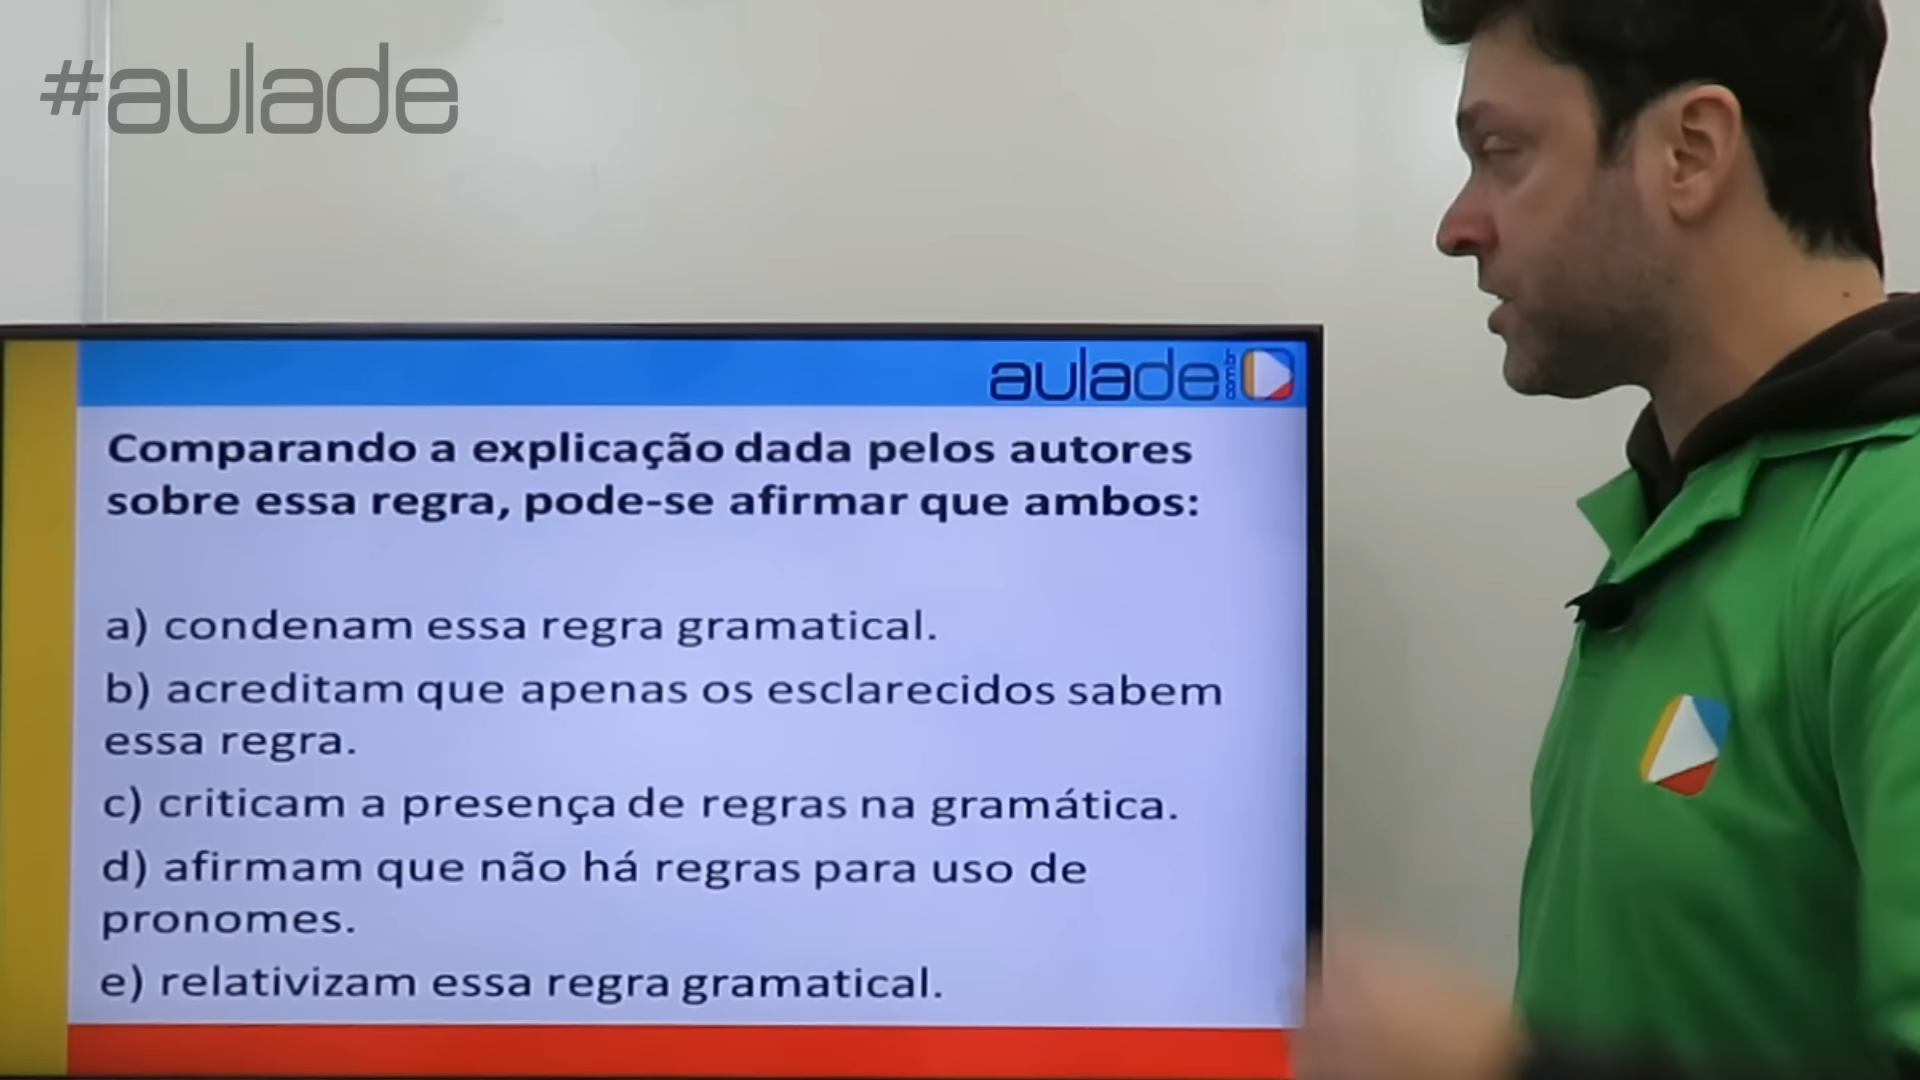 #aulade
aulade.com.br
Comparando a explicação dada pelos autores
sobre essa regra, pode-se afirmar que ambos:
a) condenam essa regra gramatical.
b) acreditam que apenas os esclarecidos sabem
essa regra.
c) criticam a presença de regras na gramática.
d) afirmam que não há regras para uso de
pronomes.
e) relativizam essa regra gramatical.